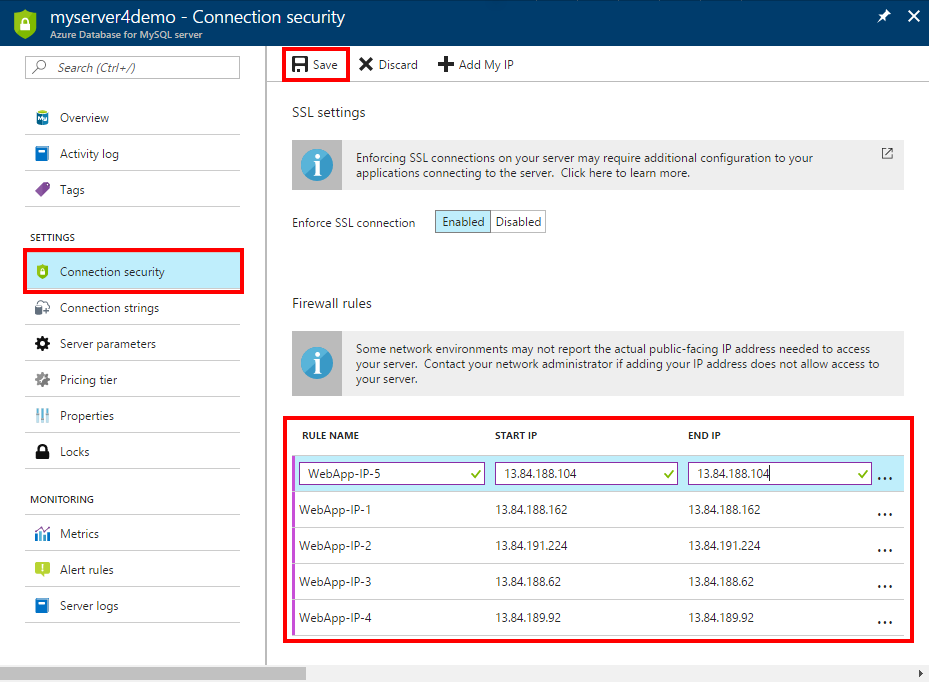 myserver4demo - Connection security
Azure Database for MySQL server
Search (Ctrl+/)
My
Overview
Activity log
Tags
SETTINGS
Connection security
Connection strings
Server parameters
Pricing tier
Properties
Locks
MONITORING
Metrics
Alert rules
Server logs
Save Discard Add My IP
SSL settings
Enforcing SSL connections on your server may require additional configuration to your
applications connecting to the server. Click here to learn more.
Enforce SSL connection Enabled Disabled
Firewall rules
Some network environments may not report the actual public-facing IP address needed to access
your server. Contact your network administrator if adding your IP address does not allow access to
your server.
RULE NAME START IP END IP
WebApp-IP-5 13.84.188.104 13.84.188.104 ...
WebApp-IP-1 13.84.188.162 13.84.188.162 ...
WebApp-IP-2 13.84.191.224 13.84.191.224 ...
WebApp-IP-3 13.84.188.62 13.84.188.62 ...
WebApp-IP-4 13.84.189.92 13.84.189.92 ...